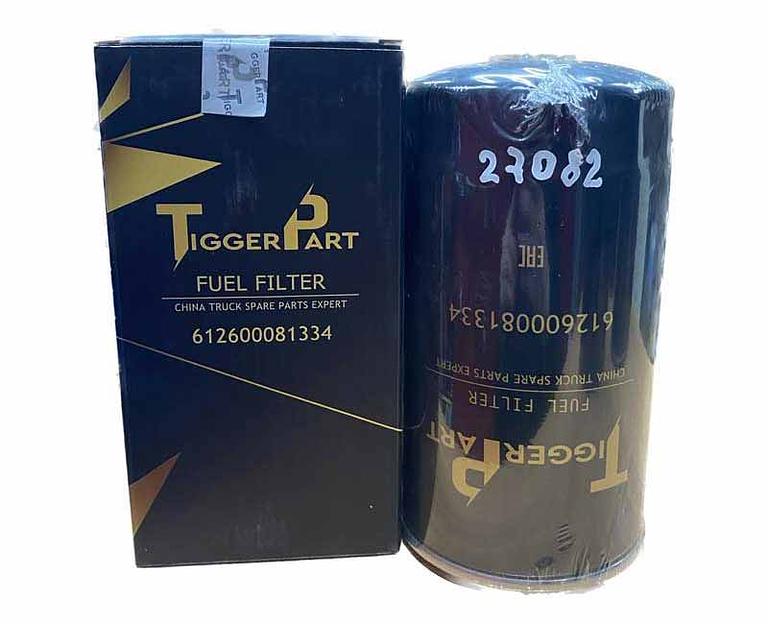 TIGGER PART
FUEL FILTER
CHINA TRUCK SPARE PARTS EXPERT
612600081334
27082
EAC
612600081334
CHINA TRUCK SPARE PARTS EXPERT
FUEL FILTER
TIGGER PART